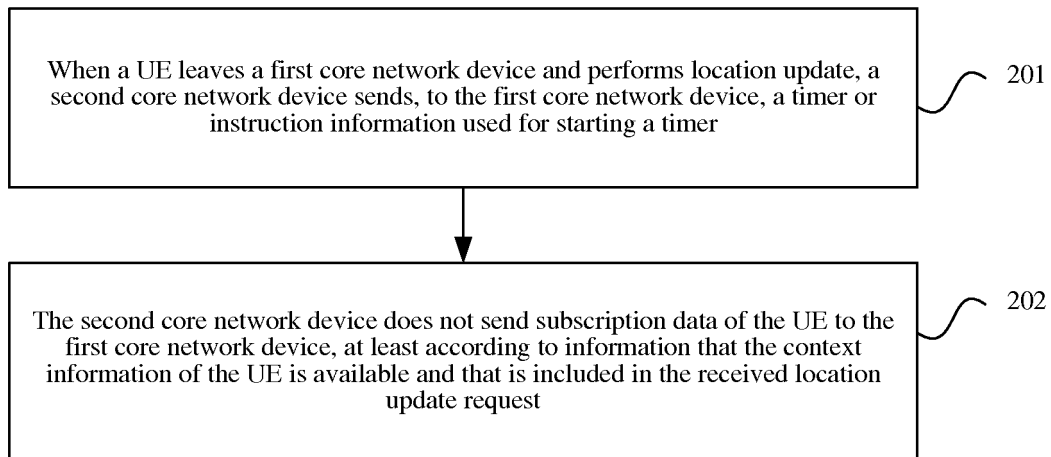 When a UE leaves a first core network device and performs location update, a
second core network device sends, to the first core network device, a timer or
instruction information used for starting a timer
201
The second core network device does not send subscription data of the UE to the
first core network device, at least according to information that the context
information of the UE is available and that is included in the received location
update request
202